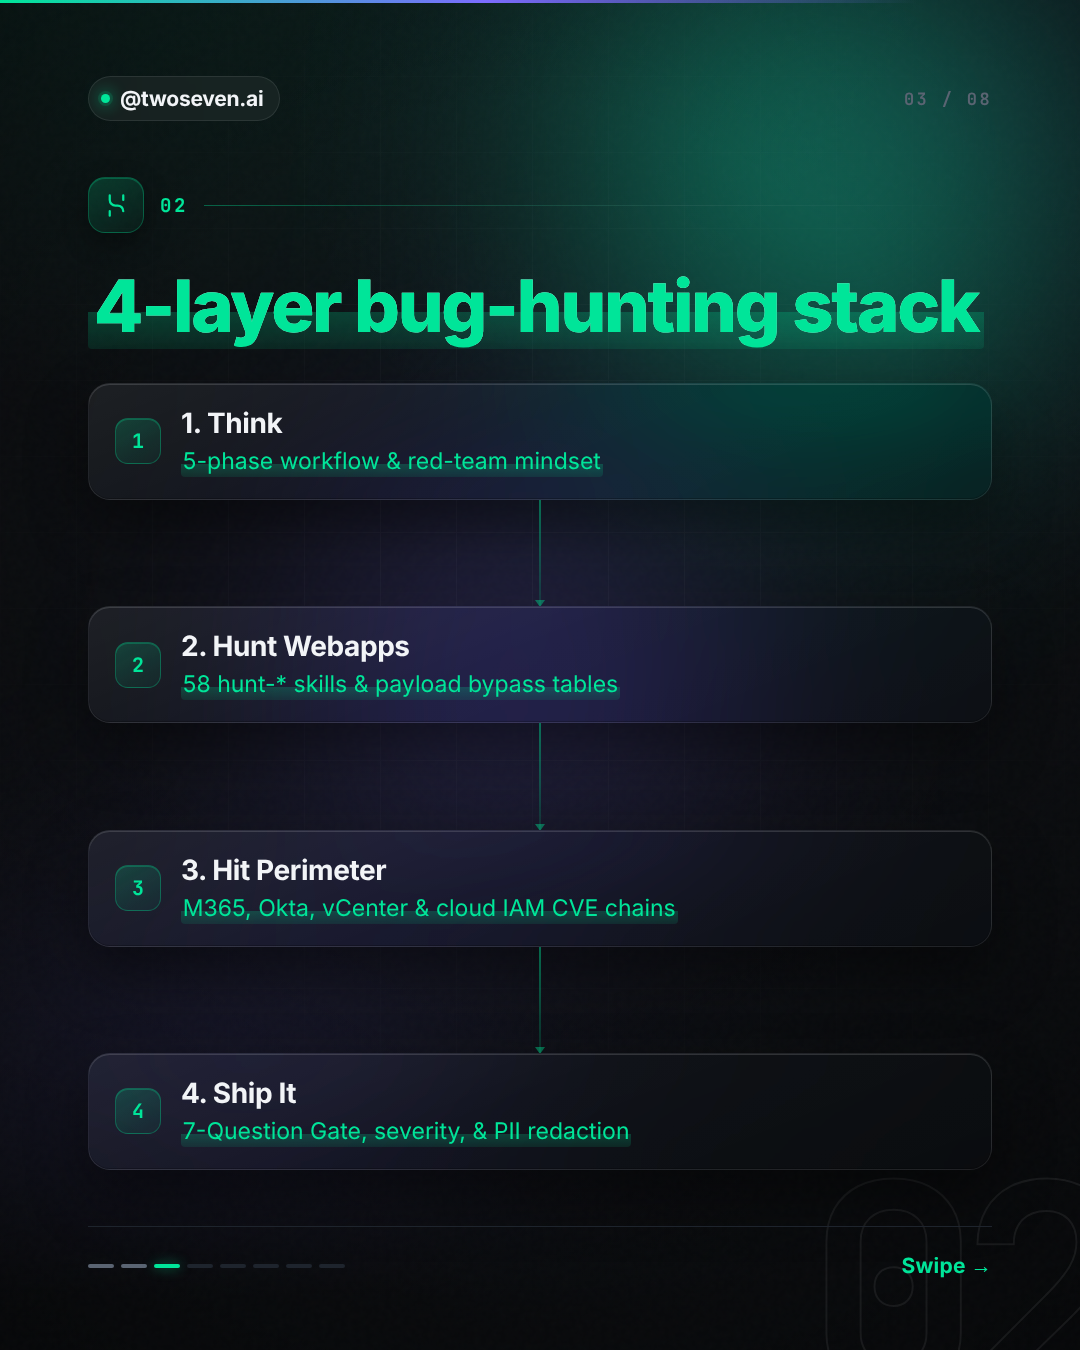 @twoseven.ai
03 / 08
02
4-layer bug-hunting stack
1
1. Think
5-phase workflow & red-team mindset
2
2. Hunt Webapps
58 hunt-* skills & payload bypass tables
3
3. Hit Perimeter
M365, Okta, vCenter & cloud IAM CVE chains
4
4. Ship It
7-Question Gate, severity, & PII redaction
02
Swipe →